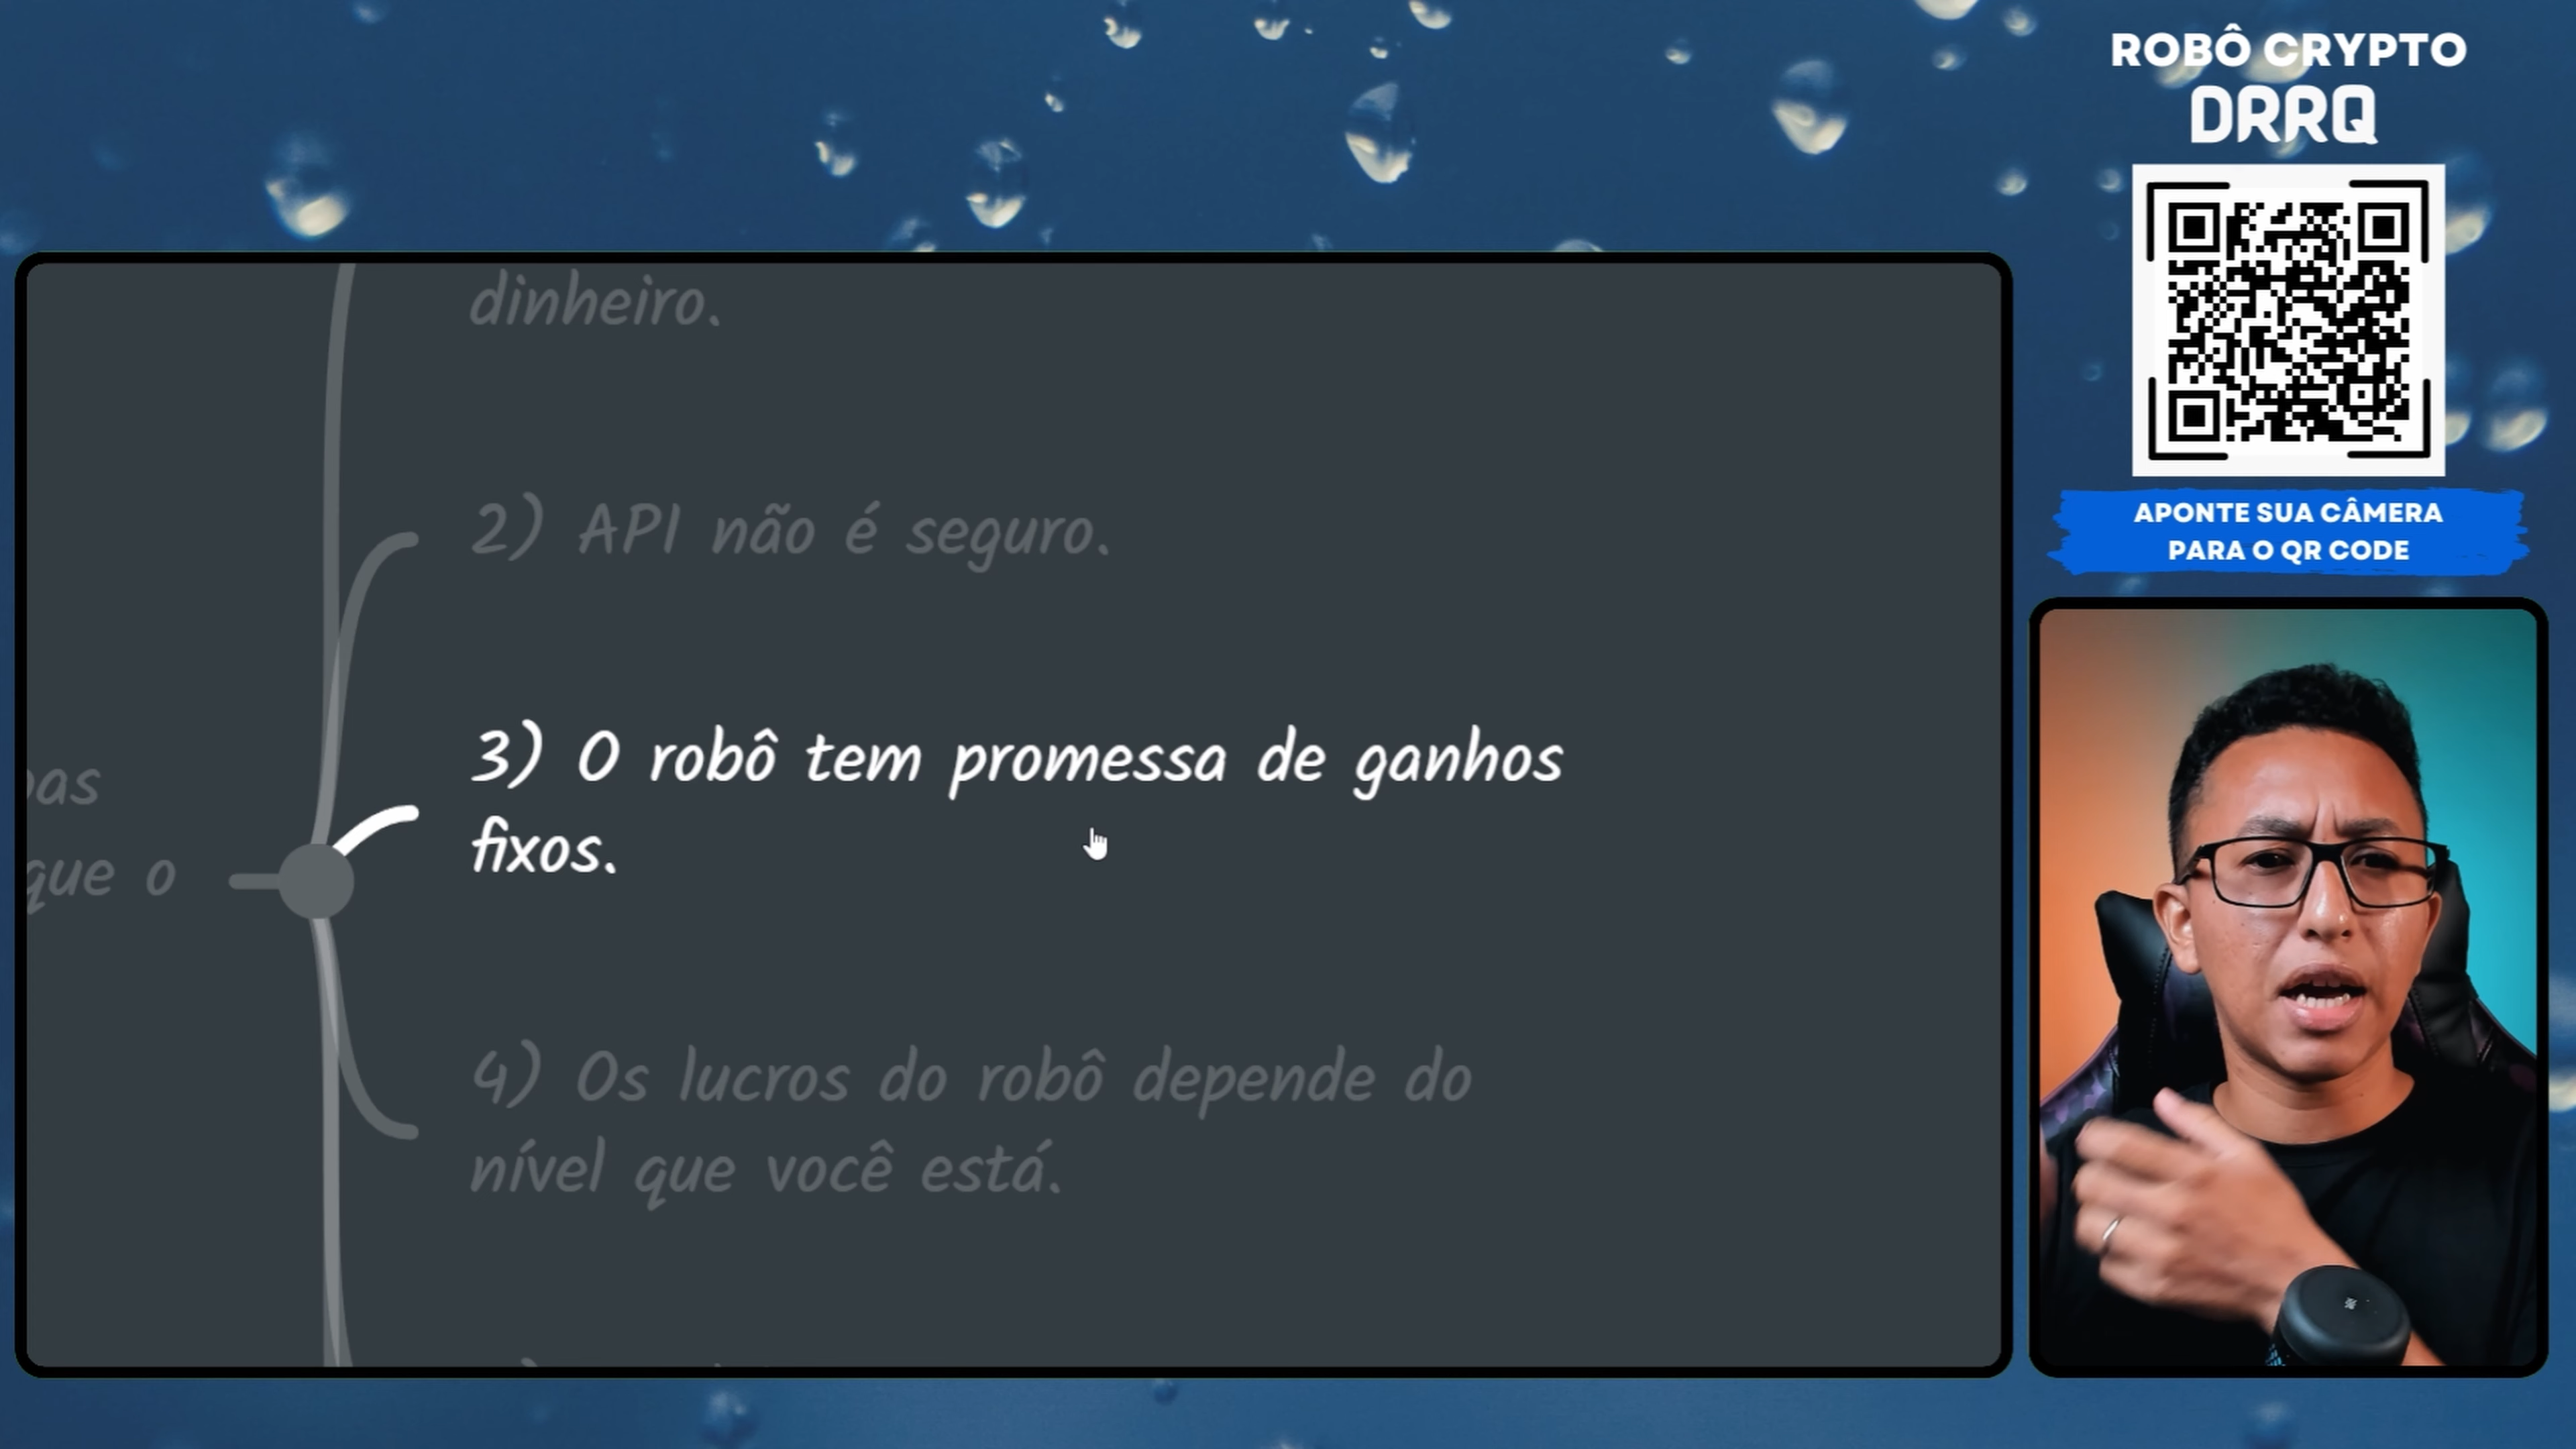 ROBÔ CRYPTO
DRRQ
APONTE SUA CÂMERA
PARA O QR CODE
dinheiro.
2) API não é seguro.
3) O robô tem promessa de ganhos
fixos.
que o
4) Os lucros do robô depende do
nível que você está.